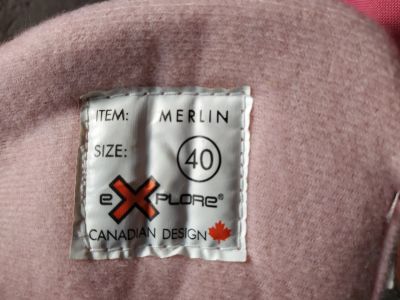 ITEM: MERLIN
SIZE: 40
eXPLORE®
CANADIAN DESIGN